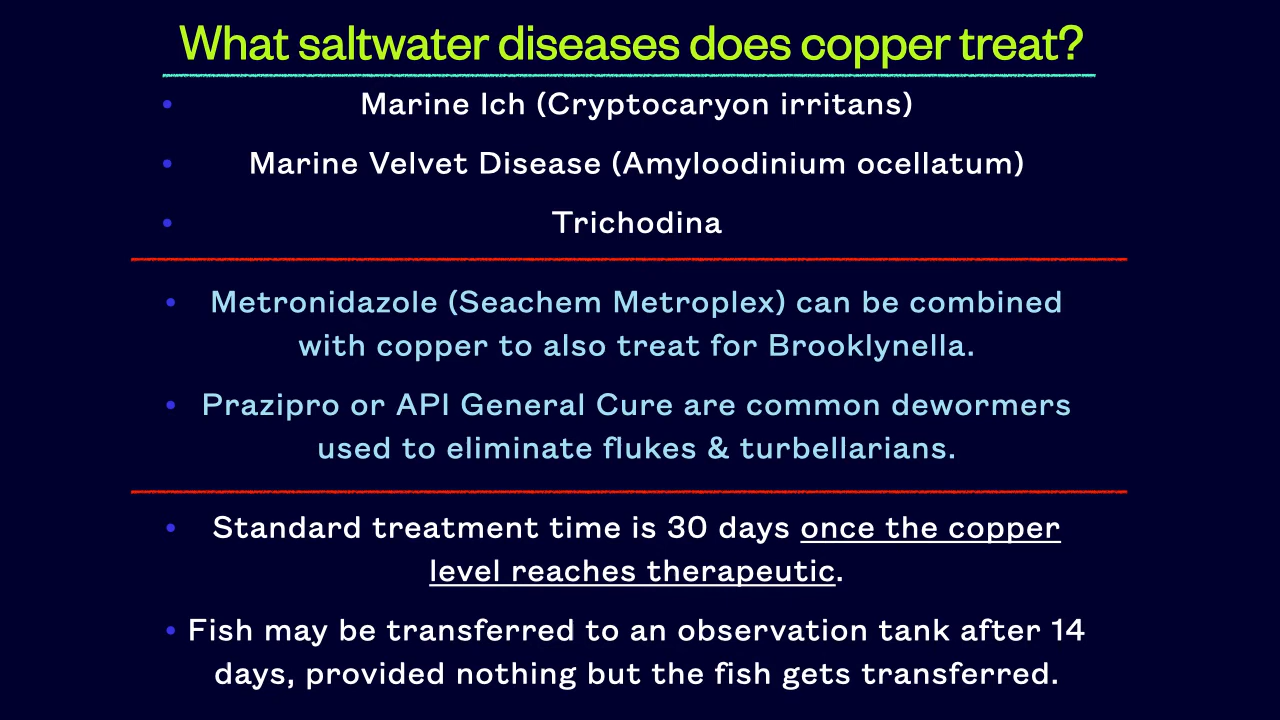 What saltwater diseases does copper treat?
• Marine Ich (Cryptocaryon irritans)
• Marine Velvet Disease (Amyloodinium ocellatum)
• Trichodina
• Metronidazole (Seachem Metroplex) can be combined
with copper to also treat for Brooklynella.
• Prazipro or API General Cure are common dewormers
used to eliminate flukes & turbellarians.
• Standard treatment time is 30 days once the copper
level reaches therapeutic.
• Fish may be transferred to an observation tank after 14
days, provided nothing but the fish gets transferred.